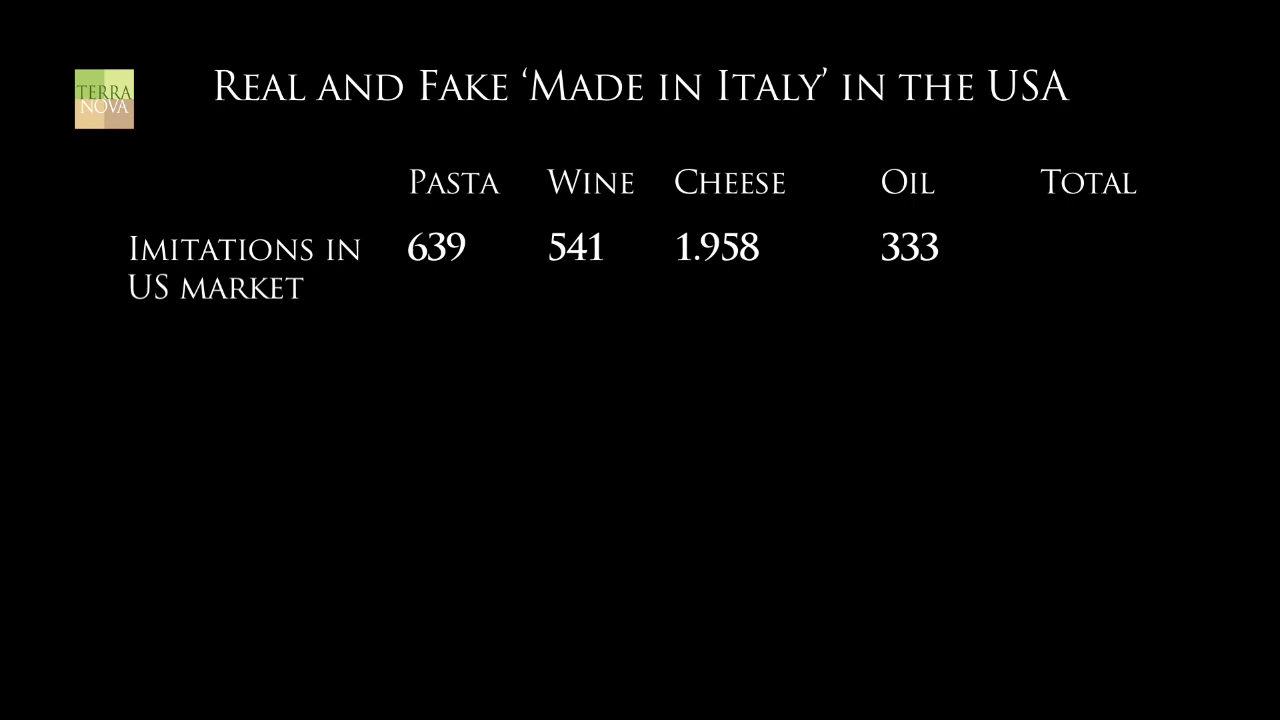 TERRA
NOVA
Real and Fake ‘Made in Italy’ in the USA
Pasta Wine Cheese Oil Total
Imitations in 639 541 1.958 333
US market